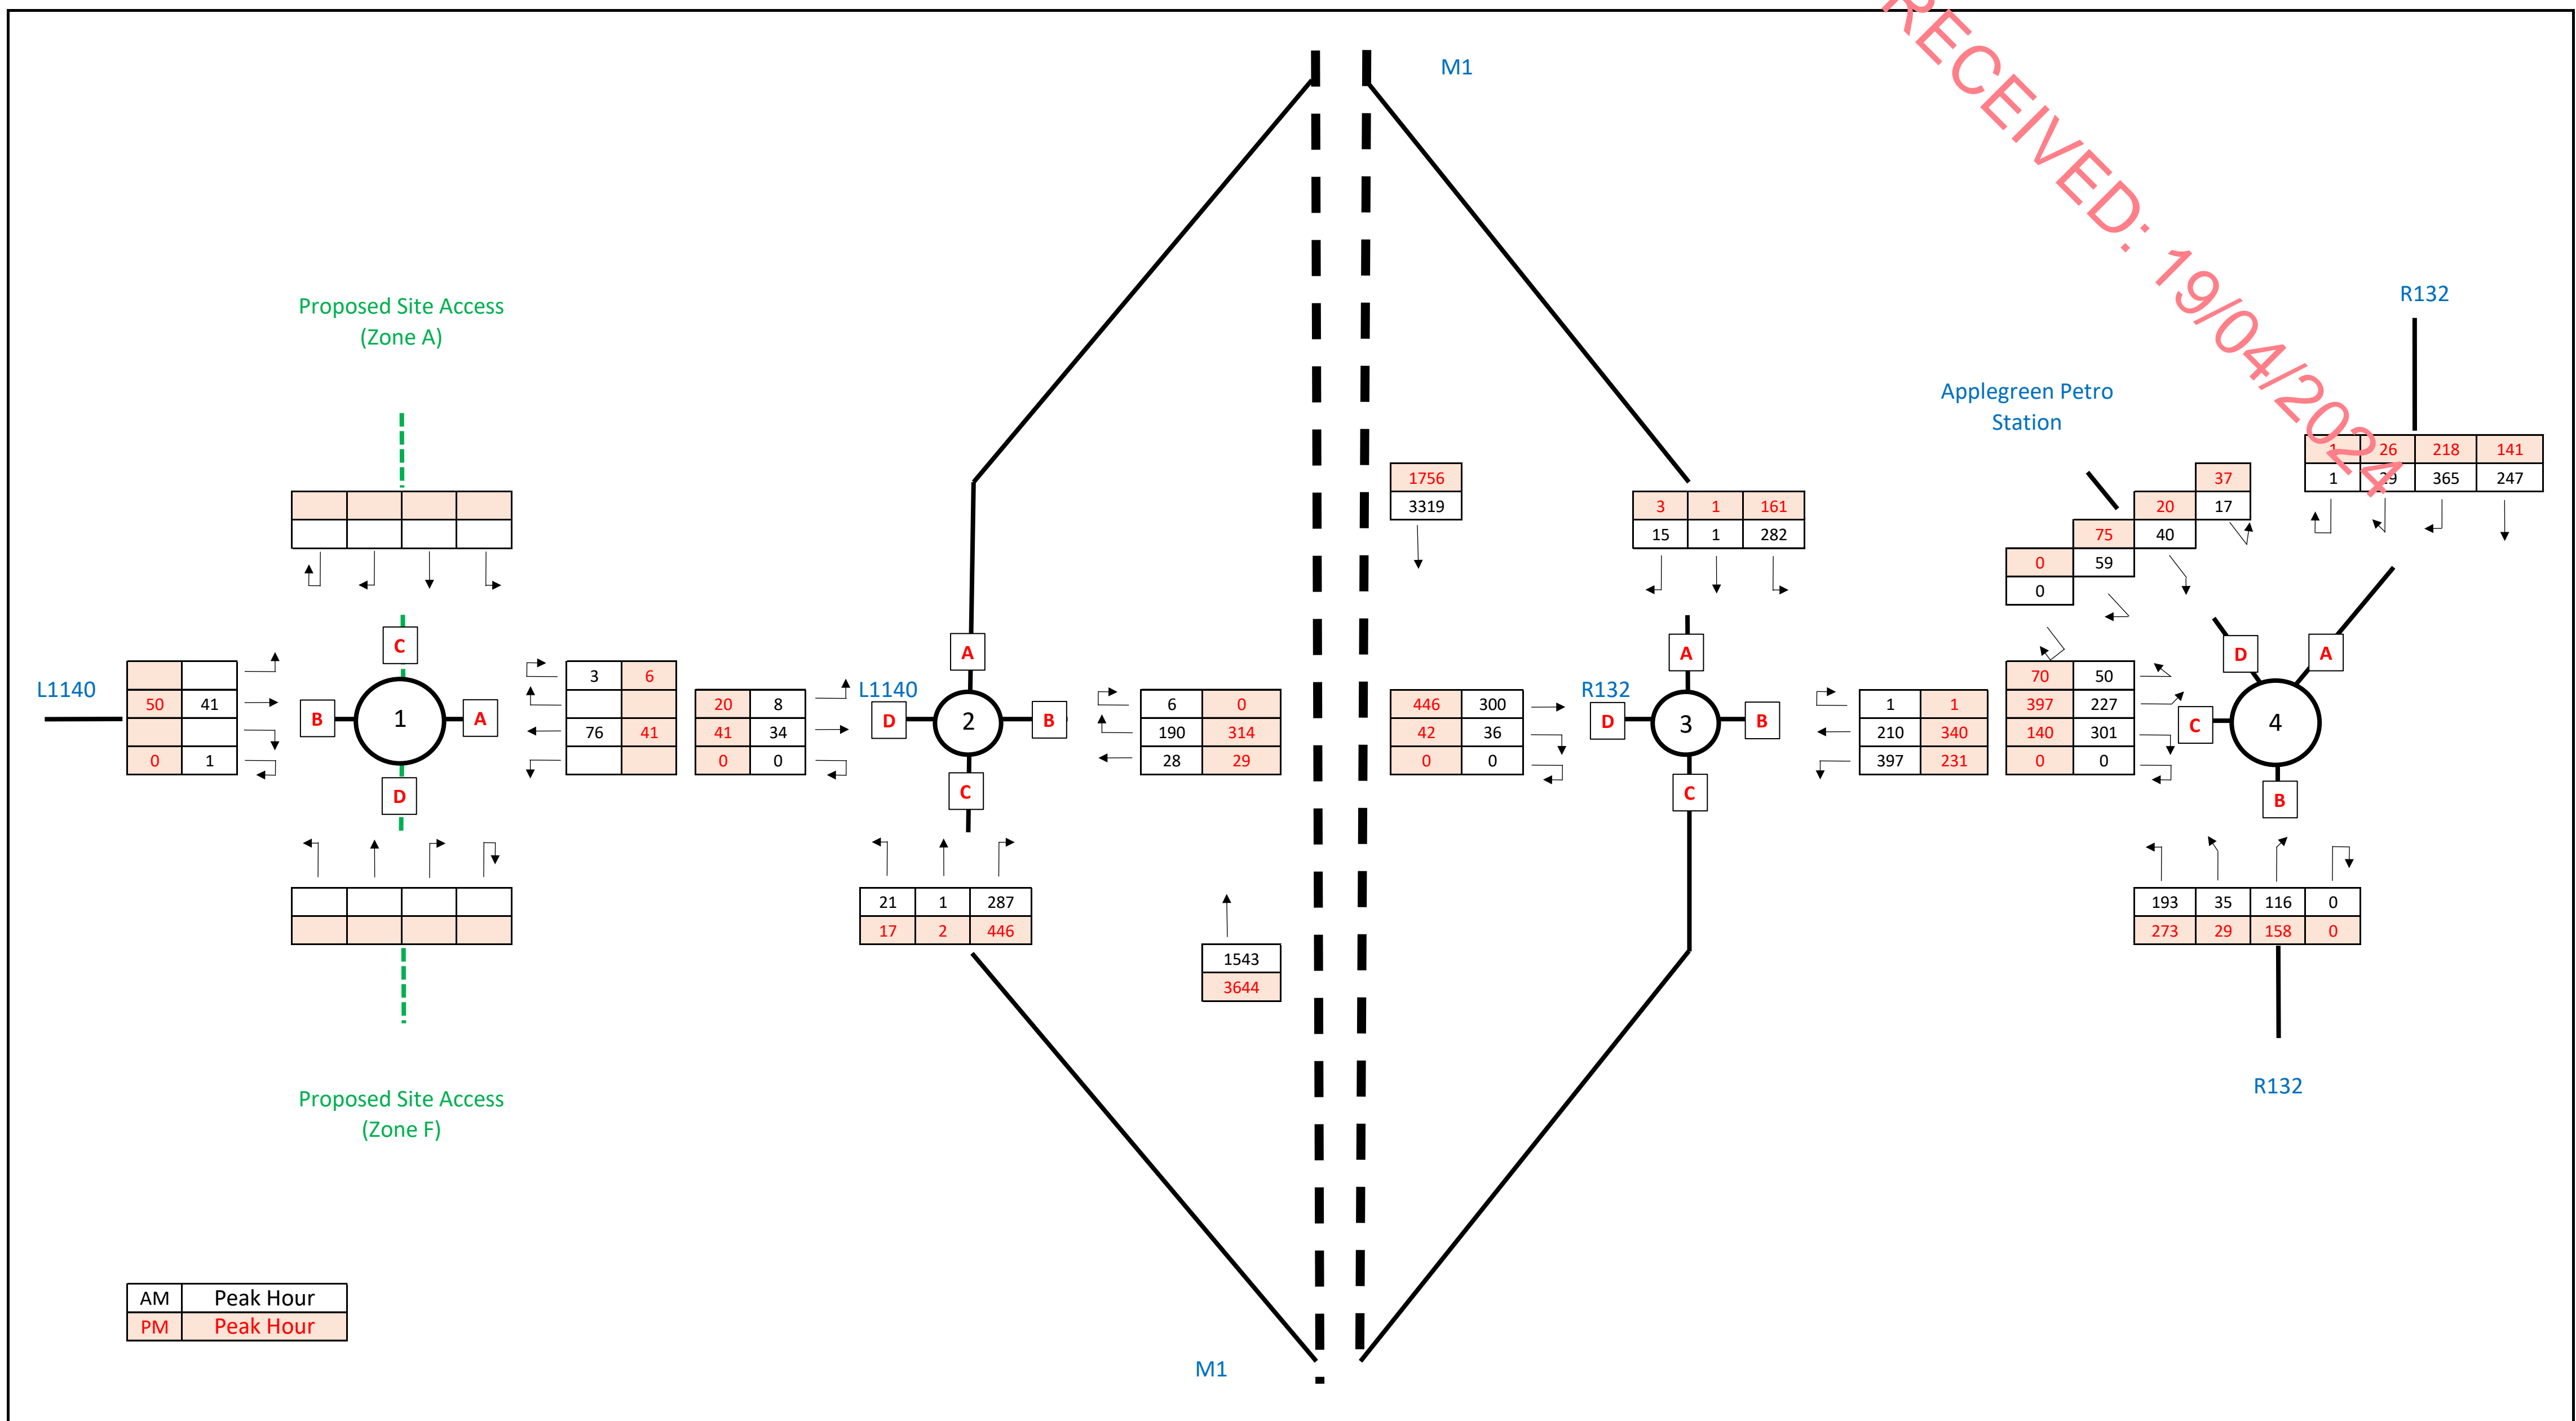 RECEIVED: 19/04/2024
M1
R132
Proposed Site Access
(Zone A)
Applegreen Petro
Station
1 26 218 141
1 365 247
1756
3319
3 1 161
15 1 282
37
20 17
75 40
0 59
0
C
A
A
D A
L1140
50 41
0 1
B 1 A
3 6
76 41
20 8
41 34
0 0
L1140
D 2 B
6 0
190 314
28 29
446 300
42 36
0 0
R132
D 3 B
1 1
210 340
397 231
70 50
397 227
140 301
0 0
C 4
D
C
C
B
21 1 287
17 2 446
193 35 116 0
273 29 158 0
1543
3644
Proposed Site Access
(Zone F)
R132
AM Peak Hour
PM Peak Hour
M1